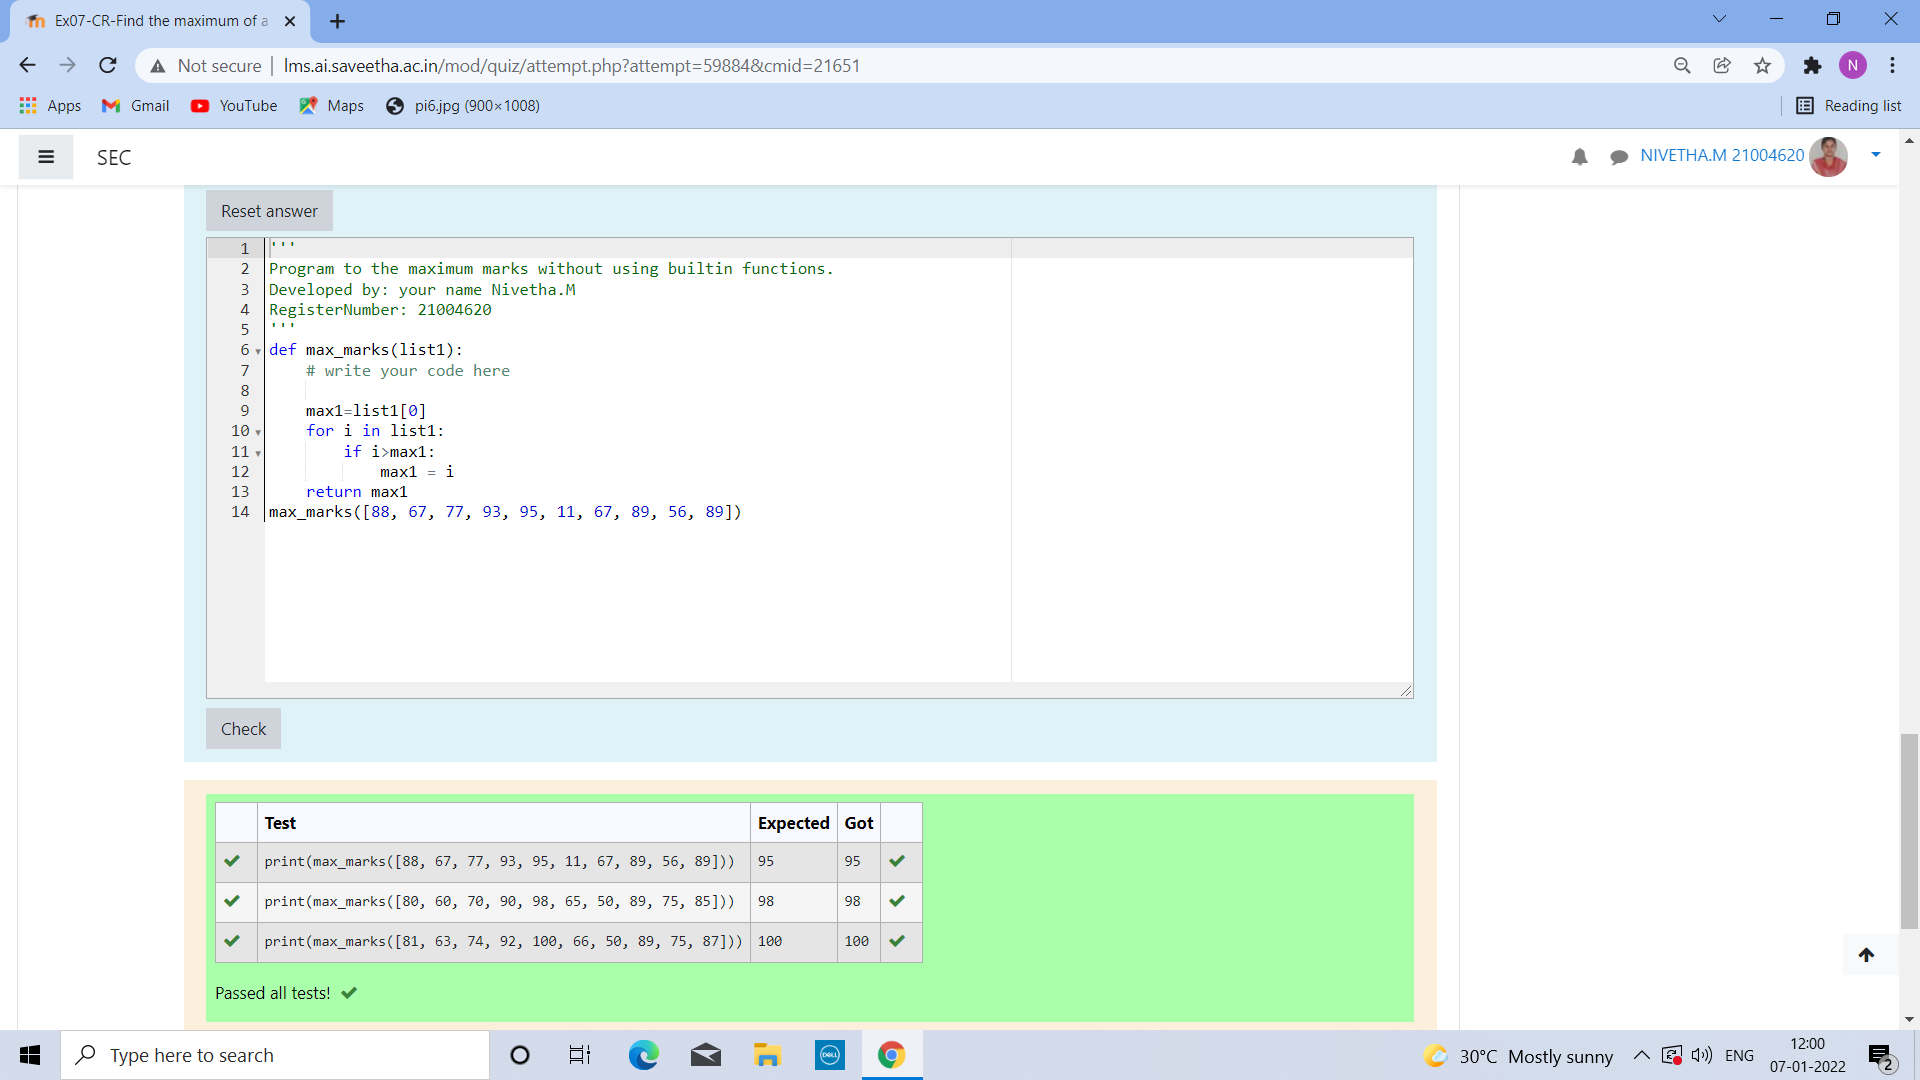 Ex07-CR-Find the maximum of a
Not secure | lms.ai.saveetha.ac.in/mod/quiz/attempt.php?attempt=59884&cmid=21651
N
Apps Gmail YouTube Maps pi6.jpg (900×1008) Reading list
SEC NIVETHA.M 21004620
Reset answer
1 '''
2 Program to the maximum marks without using builtin functions.
3 Developed by: your name Nivetha.M
4 RegisterNumber: 21004620
5 '''
6 def max_marks(list1):
7     # write your code here
8
9     max1=list1[0]
10     for i in list1:
11         if i>max1:
12             max1 = i
13     return max1
14 max_marks([88, 67, 77, 93, 95, 11, 67, 89, 56, 89])
Check
Test Expected Got
print(max_marks([88, 67, 77, 93, 95, 11, 67, 89, 56, 89])) 95 95
print(max_marks([80, 60, 70, 90, 98, 65, 50, 89, 75, 85])) 98 98
print(max_marks([81, 63, 74, 92, 100, 66, 50, 89, 75, 87])) 100 100
Passed all tests!
Type here to search
DELL
30°C Mostly sunny
ENG
12:00
07-01-2022
2